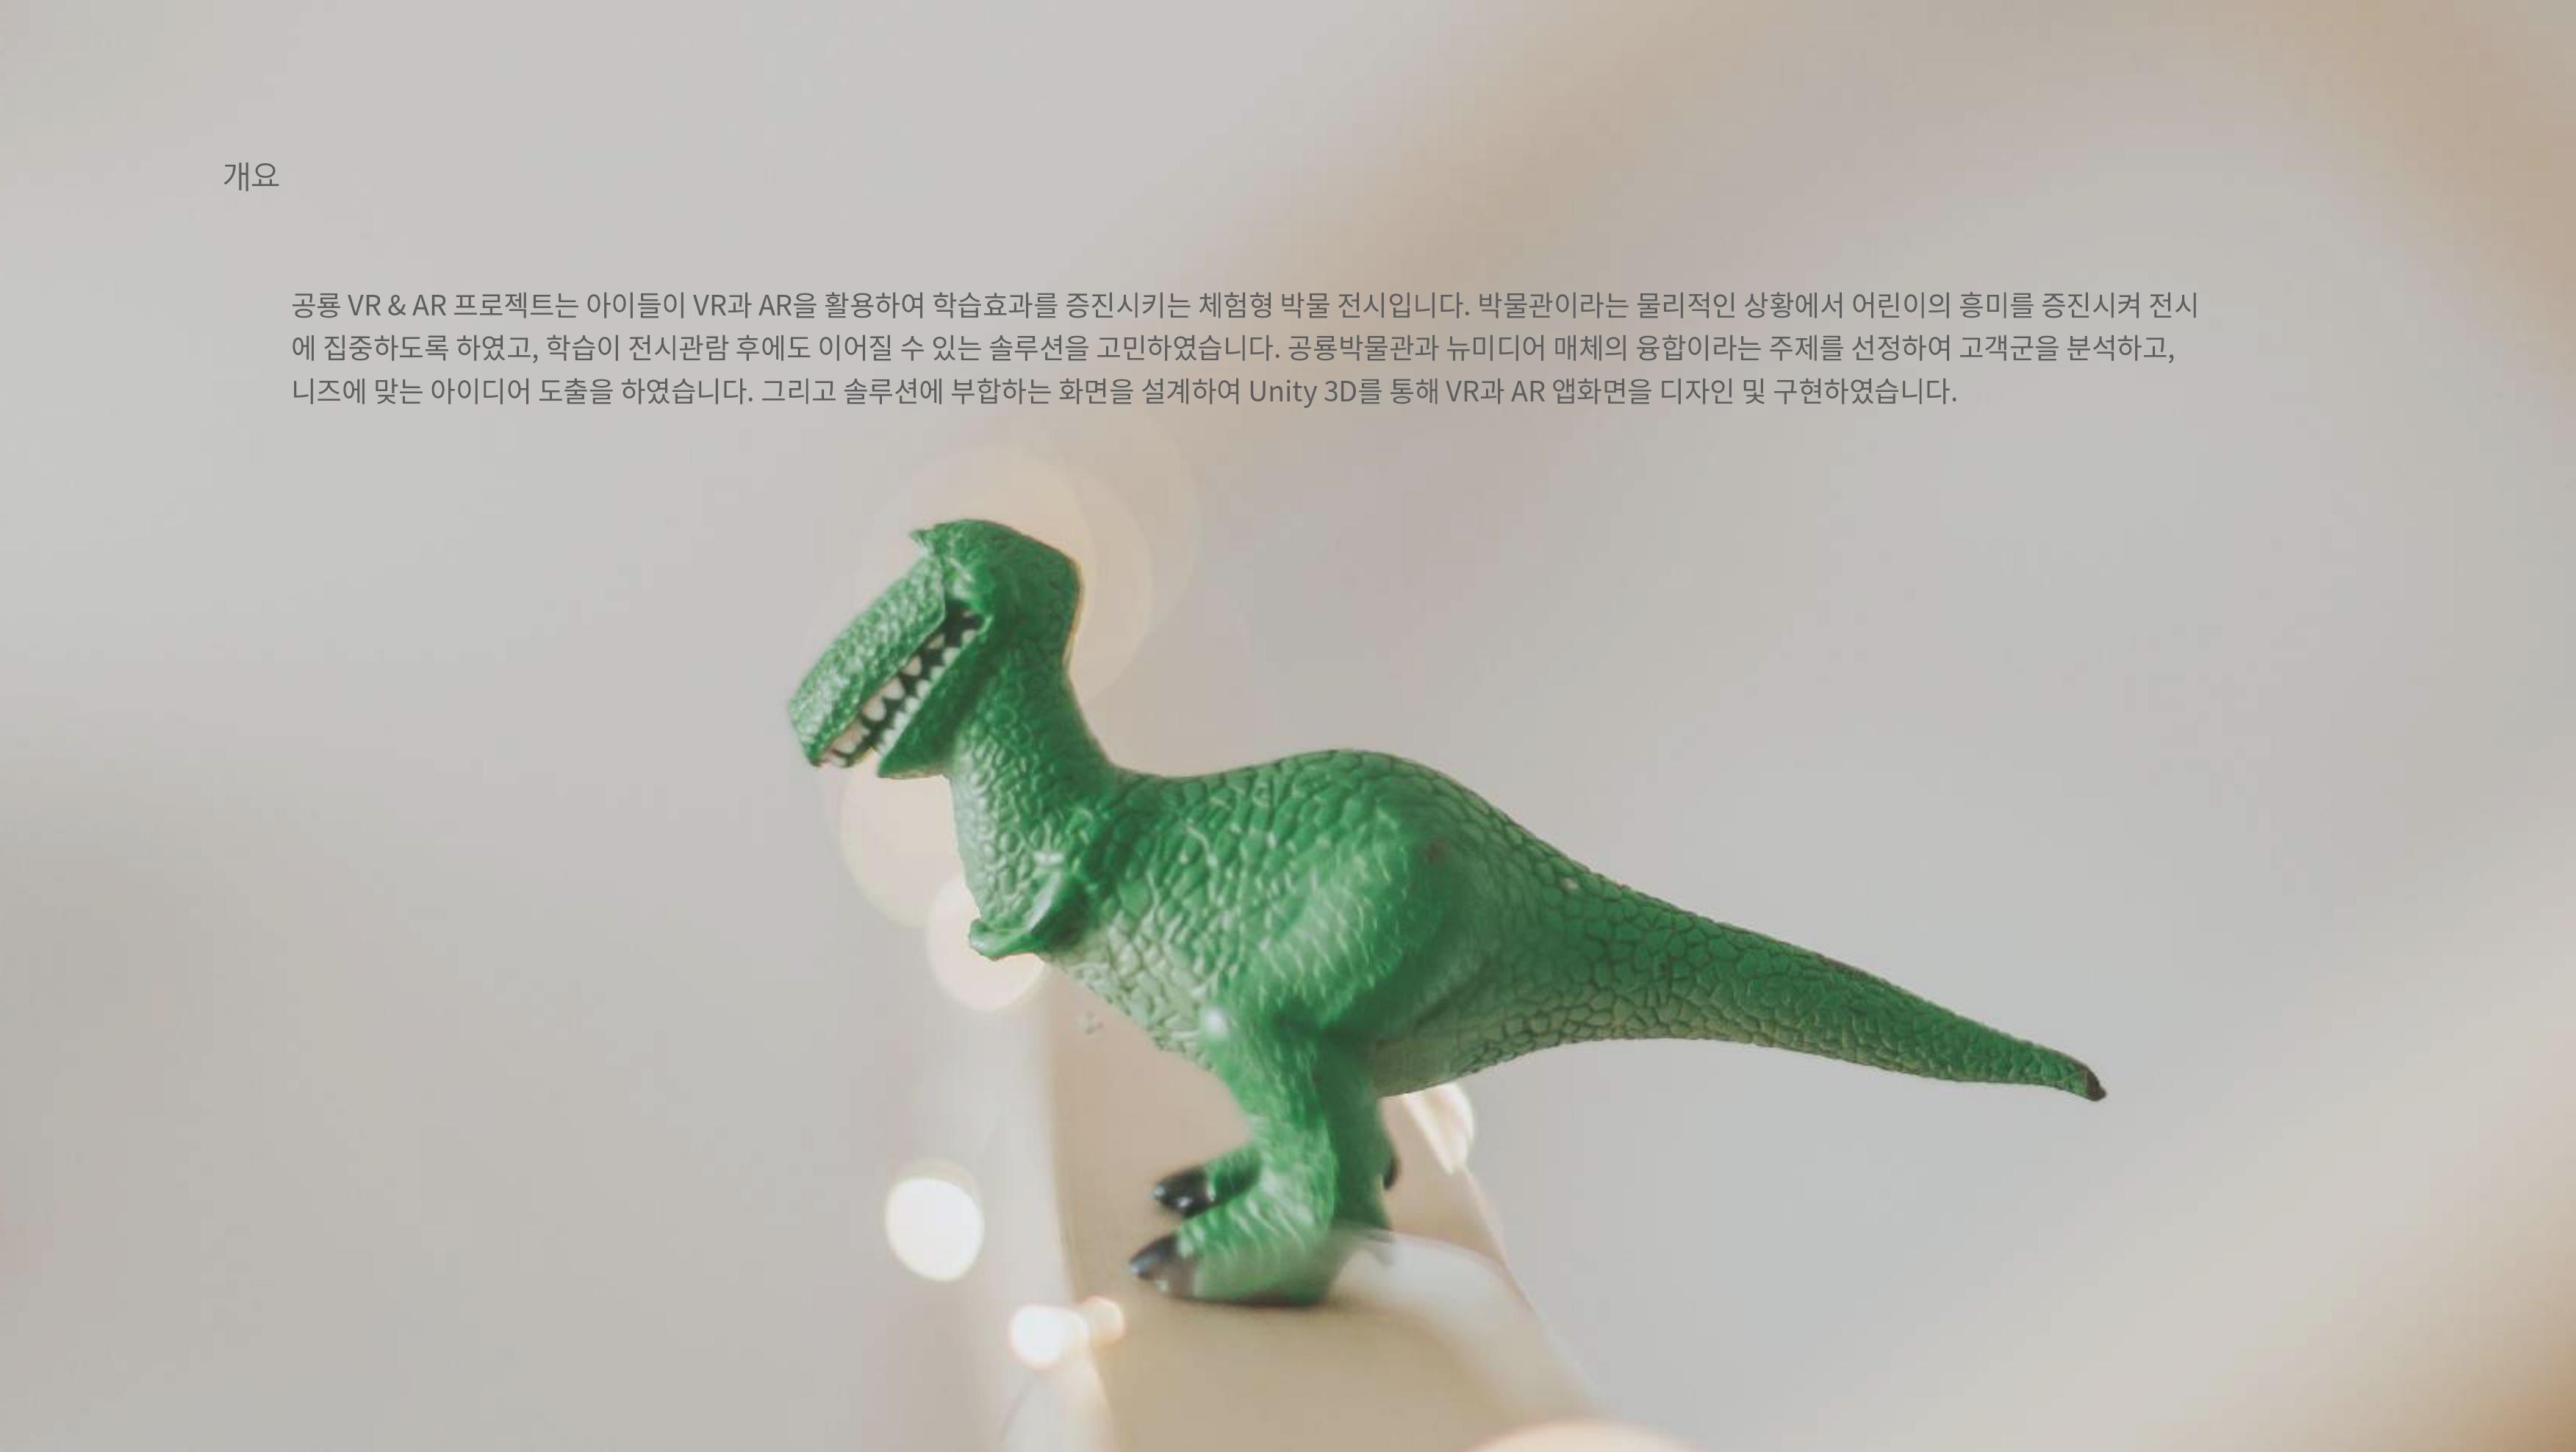 개요
공룡 VR & AR 프로젝트는 아이들이 VR과 AR을 활용하여 학습효과를 증진시키는 체험형 박물 전시입니다. 박물관이라는 물리적인 상황에서 어린이의 흥미를 증진시켜 전시
에 집중하도록 하였고, 학습이 전시관람 후에도 이어질 수 있는 솔루션을 고민하였습니다. 공룡박물관과 뉴미디어 매체의 융합이라는 주제를 선정하여 고객군을 분석하고,
니즈에 맞는 아이디어 도출을 하였습니다. 그리고 솔루션에 부합하는 화면을 설계하여 Unity 3D를 통해 VR과 AR 앱화면을 디자인 및 구현하였습니다.